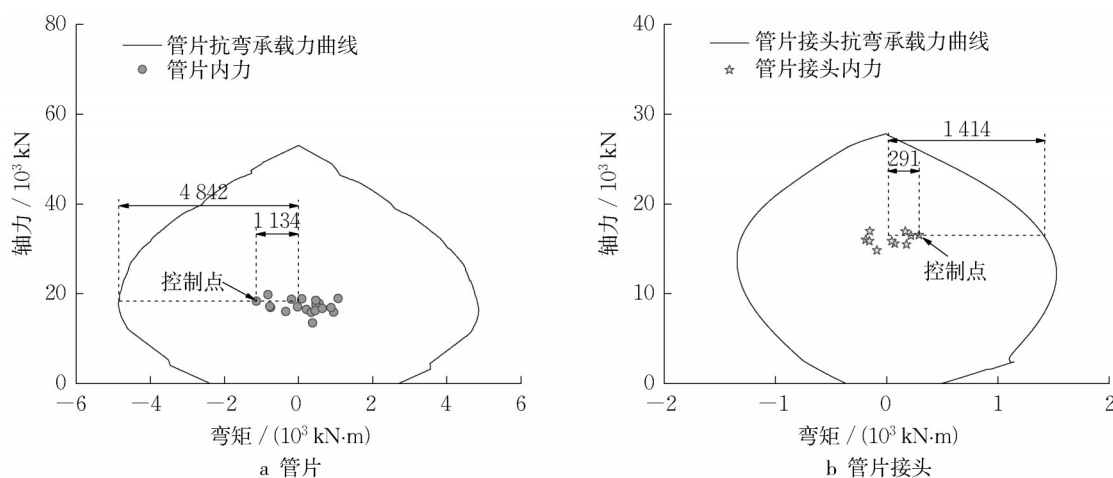 80
60
40
20
0
轴力 / 10³ kN
管片抗弯承载力曲线
管片内力
4 842
1 134
控制点
−6 −4 −2 0 2 4 6
弯矩 / (10³ kN·m)
a 管片
40
30
20
10
0
轴力 / 10³ kN
管片接头抗弯承载力曲线
管片接头内力
1 414
291
控制点
−2 −1 0 1 2
弯矩 / (10³ kN·m)
b 管片接头